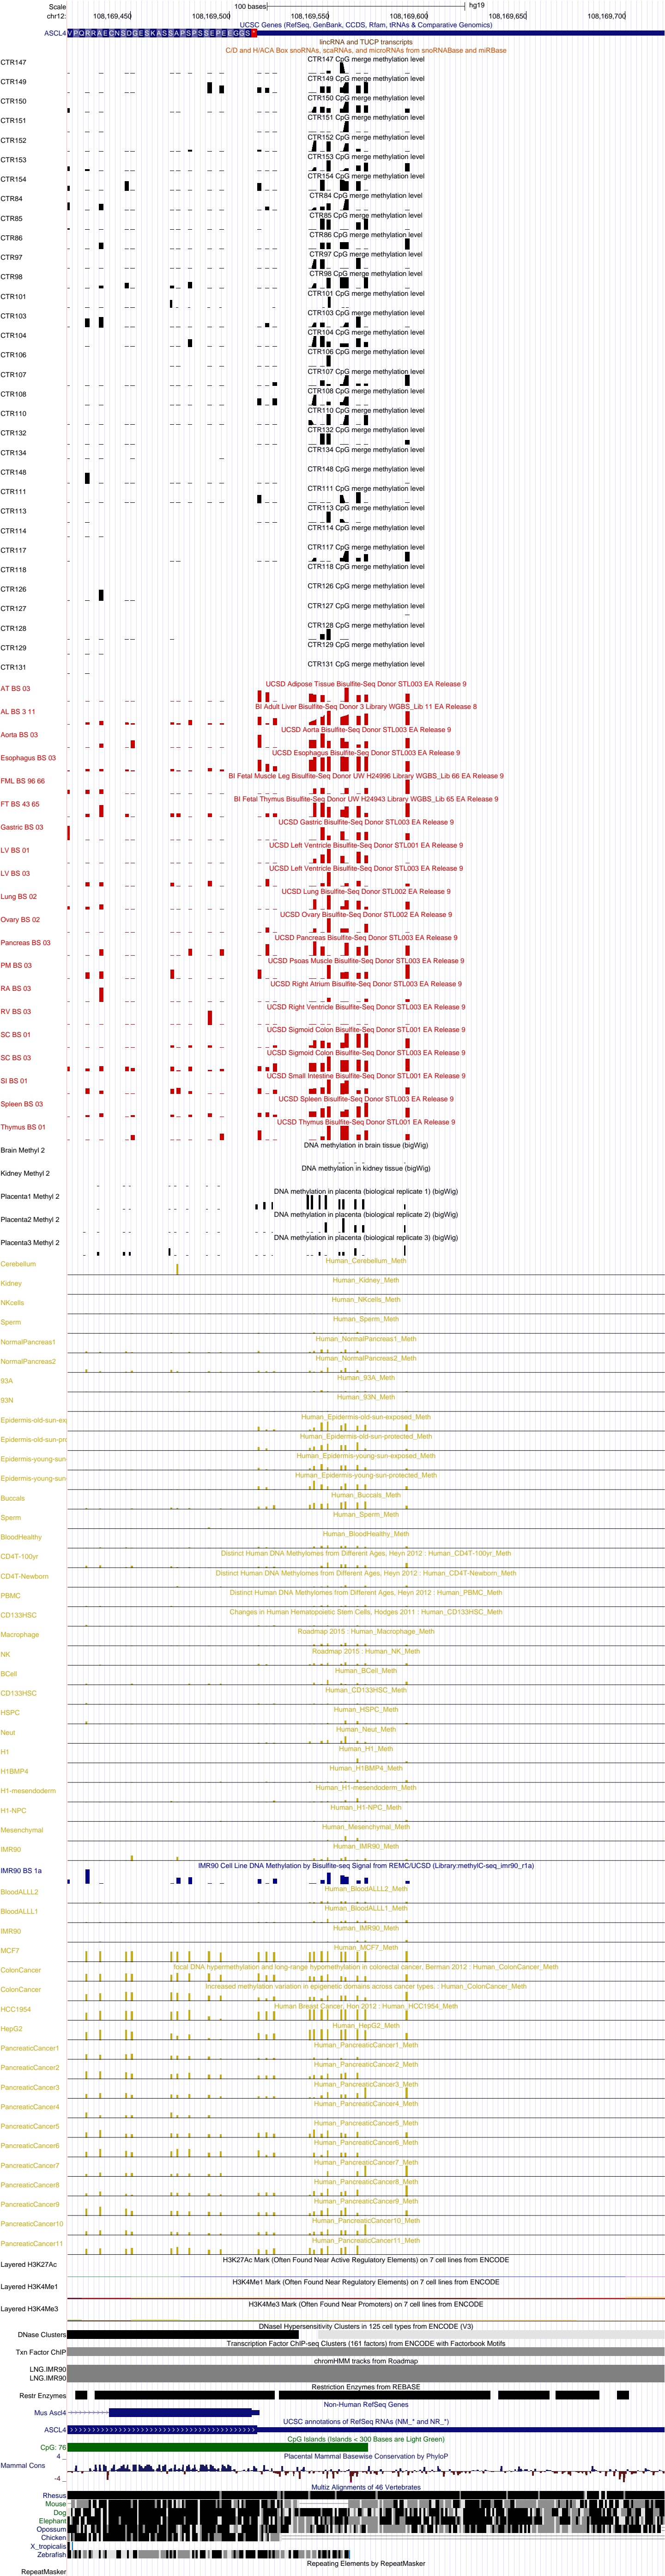 Scale 100 bases hg19
chr12: 108,169,450 108,169,500 108,169,550 108,169,600 108,169,650 108,169,700
UCSC Genes (RefSeq, GenBank, CCDS, Rfam, tRNAs & Comparative Genomics)
ASCL4 V P Q R R A E C N S D G E S K A S S A P S P S S E P E E G G S *
lincRNA and TUCP transcripts
C/D and H/ACA Box snoRNAs, scaRNAs, and microRNAs from snoRNABase and miRBase
CTR147 CpG merge methylation level
CTR147
CTR149 CpG merge methylation level
CTR149
CTR150 CpG merge methylation level
CTR150
CTR151 CpG merge methylation level
CTR151
CTR152 CpG merge methylation level
CTR152
CTR153 CpG merge methylation level
CTR153
CTR154 CpG merge methylation level
CTR154
CTR84 CpG merge methylation level
CTR84
CTR85 CpG merge methylation level
CTR85
CTR86 CpG merge methylation level
CTR86
CTR97 CpG merge methylation level
CTR97
CTR98 CpG merge methylation level
CTR98
CTR101 CpG merge methylation level
CTR101
CTR103 CpG merge methylation level
CTR103
CTR104 CpG merge methylation level
CTR104
CTR106 CpG merge methylation level
CTR106
CTR107 CpG merge methylation level
CTR107
CTR108 CpG merge methylation level
CTR108
CTR110 CpG merge methylation level
CTR110
CTR132 CpG merge methylation level
CTR132
CTR134 CpG merge methylation level
CTR134
CTR148 CpG merge methylation level
CTR148
CTR111 CpG merge methylation level
CTR111
CTR113 CpG merge methylation level
CTR113
CTR114 CpG merge methylation level
CTR114
CTR117 CpG merge methylation level
CTR117
CTR118 CpG merge methylation level
CTR118
CTR126 CpG merge methylation level
CTR126
CTR127 CpG merge methylation level
CTR127
CTR128 CpG merge methylation level
CTR128
CTR129 CpG merge methylation level
CTR129
CTR131 CpG merge methylation level
CTR131
UCSD Adipose Tissue Bisulfite-Seq Donor STL003 EA Release 9
AT BS 03
BI Adult Liver Bisulfite-Seq Donor 3 Library WGBS_Lib 11 EA Release 8
AL BS 3 11
UCSD Aorta Bisulfite-Seq Donor STL003 EA Release 9
Aorta BS 03
UCSD Esophagus Bisulfite-Seq Donor STL003 EA Release 9
Esophagus BS 03
BI Fetal Muscle Leg Bisulfite-Seq Donor UW H24996 Library WGBS_Lib 66 EA Release 9
FML BS 96 66
BI Fetal Thymus Bisulfite-Seq Donor UW H24943 Library WGBS_Lib 65 EA Release 9
FT BS 43 65
UCSD Gastric Bisulfite-Seq Donor STL003 EA Release 9
Gastric BS 03
UCSD Left Ventricle Bisulfite-Seq Donor STL001 EA Release 9
LV BS 01
UCSD Left Ventricle Bisulfite-Seq Donor STL003 EA Release 9
LV BS 03
UCSD Lung Bisulfite-Seq Donor STL002 EA Release 9
Lung BS 02
UCSD Ovary Bisulfite-Seq Donor STL002 EA Release 9
Ovary BS 02
UCSD Pancreas Bisulfite-Seq Donor STL003 EA Release 9
Pancreas BS 03
UCSD Psoas Muscle Bisulfite-Seq Donor STL003 EA Release 9
PM BS 03
UCSD Right Atrium Bisulfite-Seq Donor STL003 EA Release 9
RA BS 03
UCSD Right Ventricle Bisulfite-Seq Donor STL003 EA Release 9
RV BS 03
UCSD Sigmoid Colon Bisulfite-Seq Donor STL001 EA Release 9
SC BS 01
UCSD Sigmoid Colon Bisulfite-Seq Donor STL003 EA Release 9
SC BS 03
UCSD Small Intestine Bisulfite-Seq Donor STL001 EA Release 9
SI BS 01
UCSD Spleen Bisulfite-Seq Donor STL003 EA Release 9
Spleen BS 03
UCSD Thymus Bisulfite-Seq Donor STL001 EA Release 9
Thymus BS 01
DNA methylation in brain tissue (bigWig)
Brain Methyl 2
DNA methylation in kidney tissue (bigWig)
Kidney Methyl 2
DNA methylation in placenta (biological replicate 1) (bigWig)
Placenta1 Methyl 2
DNA methylation in placenta (biological replicate 2) (bigWig)
Placenta2 Methyl 2
DNA methylation in placenta (biological replicate 3) (bigWig)
Placenta3 Methyl 2
Human_Cerebellum_Meth
Cerebellum
Human_Kidney_Meth
Kidney
Human_NKcells_Meth
NKcells
Human_Sperm_Meth
Sperm
Human_NormalPancreas1_Meth
NormalPancreas1
Human_NormalPancreas2_Meth
NormalPancreas2
Human_93A_Meth
93A
Human_93N_Meth
93N
Human_Epidermis-old-sun-exposed_Meth
Epidermis-old-sun-ex
Human_Epidermis-old-sun-protected_Meth
Epidermis-old-sun-pr
Human_Epidermis-young-sun-exposed_Meth
Epidermis-young-sun
Human_Epidermis-young-sun-protected_Meth
Epidermis-young-sun
Human_Buccals_Meth
Buccals
Human_Sperm_Meth
Sperm
Human_BloodHealthy_Meth
BloodHealthy
Distinct Human DNA Methylomes from Different Ages, Heyn 2012 : Human_CD4T-100yr_Meth
CD4T-100yr
Distinct Human DNA Methylomes from Different Ages, Heyn 2012 : Human_CD4T-Newborn_Meth
CD4T-Newborn
Distinct Human DNA Methylomes from Different Ages, Heyn 2012 : Human_PBMC_Meth
PBMC
Changes in Human Hematopoietic Stem Cells, Hodges 2011 : Human_CD133HSC_Meth
CD133HSC
Roadmap 2015 : Human_Macrophage_Meth
Macrophage
Roadmap 2015 : Human_NK_Meth
NK
Human_BCell_Meth
BCell
Human_CD133HSC_Meth
CD133HSC
Human_HSPC_Meth
HSPC
Human_Neut_Meth
Neut
Human_H1_Meth
H1
Human_H1BMP4_Meth
H1BMP4
Human_H1-mesendoderm_Meth
H1-mesendoderm
Human_H1-NPC_Meth
H1-NPC
Human_Mesenchymal_Meth
Mesenchymal
Human_IMR90_Meth
IMR90
IMR90 Cell Line DNA Methylation by Bisulfite-seq Signal from REMC/UCSD (Library:methylC-seq_imr90_r1a)
IMR90 BS 1a
Human_BloodALLL2_Meth
BloodALLL2
Human_BloodALLL1_Meth
BloodALLL1
Human_IMR90_Meth
IMR90
Human_MCF7_Meth
MCF7
focal DNA hypermethylation and long-range hypomethylation in colorectal cancer, Berman 2012 : Human_ColonCancer_Meth
ColonCancer
Increased methylation variation in epigenetic domains across cancer types. : Human_ColonCancer_Meth
ColonCancer
Human Breast Cancer, Hon 2012 : Human_HCC1954_Meth
HCC1954
Human_HepG2_Meth
HepG2
Human_PancreaticCancer1_Meth
PancreaticCancer1
Human_PancreaticCancer2_Meth
PancreaticCancer2
Human_PancreaticCancer3_Meth
PancreaticCancer3
Human_PancreaticCancer4_Meth
PancreaticCancer4
Human_PancreaticCancer5_Meth
PancreaticCancer5
Human_PancreaticCancer6_Meth
PancreaticCancer6
Human_PancreaticCancer7_Meth
PancreaticCancer7
Human_PancreaticCancer8_Meth
PancreaticCancer8
Human_PancreaticCancer9_Meth
PancreaticCancer9
Human_PancreaticCancer10_Meth
PancreaticCancer10
Human_PancreaticCancer11_Meth
PancreaticCancer11
H3K27Ac Mark (Often Found Near Active Regulatory Elements) on 7 cell lines from ENCODE
Layered H3K27Ac
H3K4Me1 Mark (Often Found Near Regulatory Elements) on 7 cell lines from ENCODE
Layered H3K4Me1
H3K4Me3 Mark (Often Found Near Promoters) on 7 cell lines from ENCODE
Layered H3K4Me3
DNaseI Hypersensitivity Clusters in 125 cell types from ENCODE (V3)
DNase Clusters
Transcription Factor ChIP-seq Clusters (161 factors) from ENCODE with Factorbook Motifs
Txn Factor ChIP
chromHMM tracks from Roadmap
LNG.IMR90
LNG.IMR90
Restriction Enzymes from REBASE
Restr Enzymes
Non-Human RefSeq Genes
Mus Ascl4
UCSC annotations of RefSeq RNAs (NM_* and NR_*)
ASCL4
CpG Islands (Islands < 300 Bases are Light Green)
CpG: 76
Placental Mammal Basewise Conservation by PhyloP
4 _
Mammal Cons
-4 _
Multiz Alignments of 46 Vertebrates
Rhesus
Mouse
Dog
Elephant
Opossum
Chicken
X_tropicalis
Zebrafish
Repeating Elements by RepeatMasker
RepeatMasker